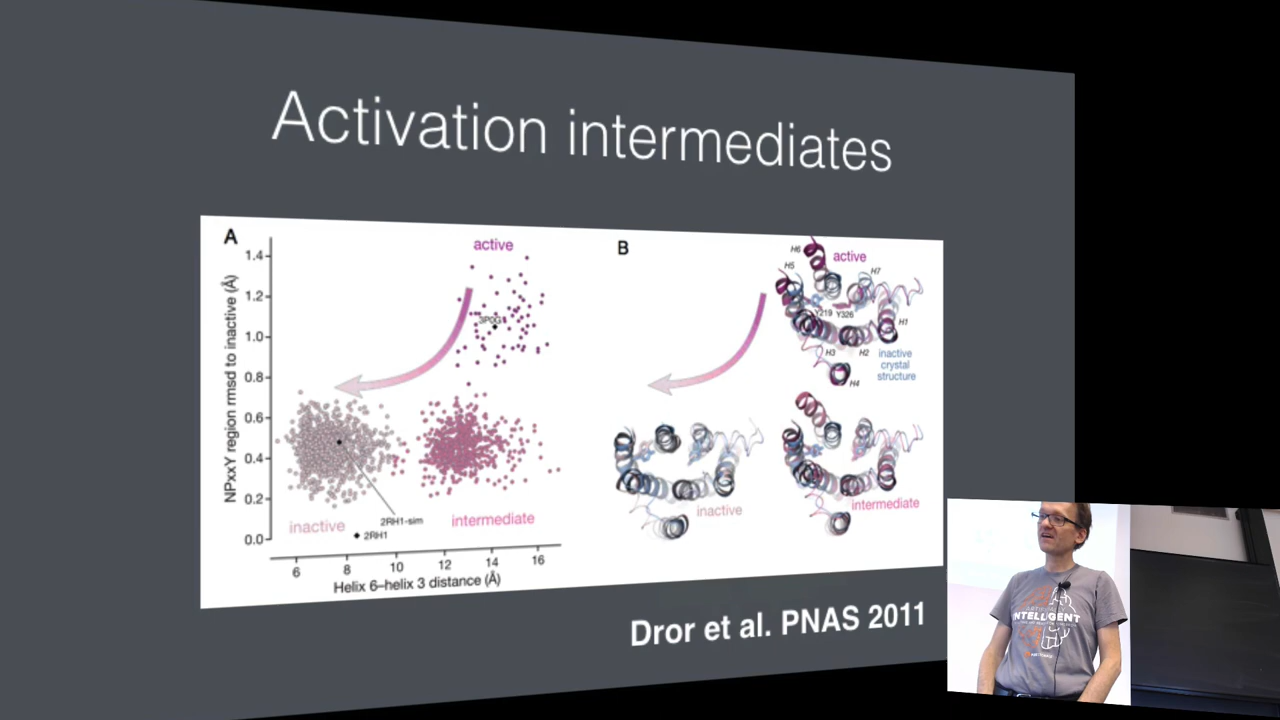 Activation intermediates
A
active
1.4
1.2
1.0
0.8
0.6
0.4
0.2
0.0
NPxxY region rmsd to inactive (Å)
3P0G
2RH1-sim
2RH1
inactive
intermediate
6
8
10
12
14
16
Helix 6–helix 3 distance (Å)
B
H6
active
H5
H7
Y219
Y326
H1
H3
H2
inactive
crystal
structure
H4
inactive
intermediate
Dror et al. PNAS 2011
INTELLIGENT